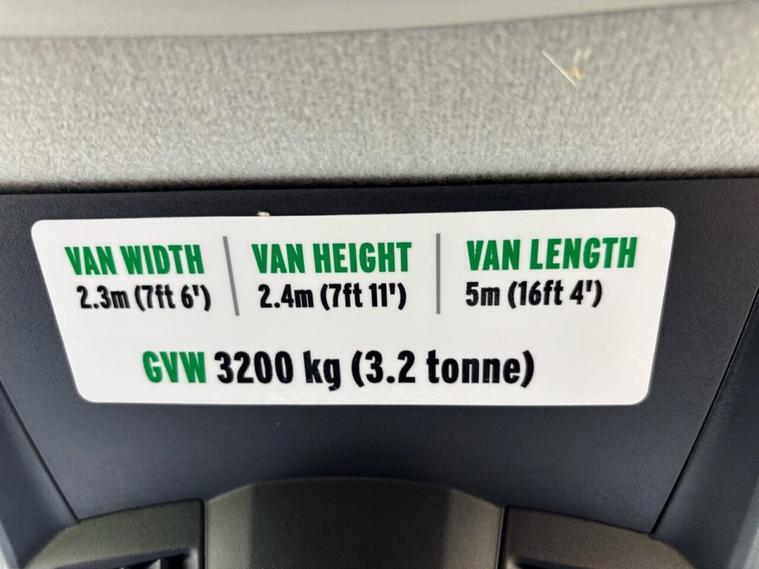 VAN WIDTH
2.3m (7ft 6')
VAN HEIGHT
2.4m (7ft 11')
VAN LENGTH
5m (16ft 4')
GVW 3200 kg (3.2 tonne)